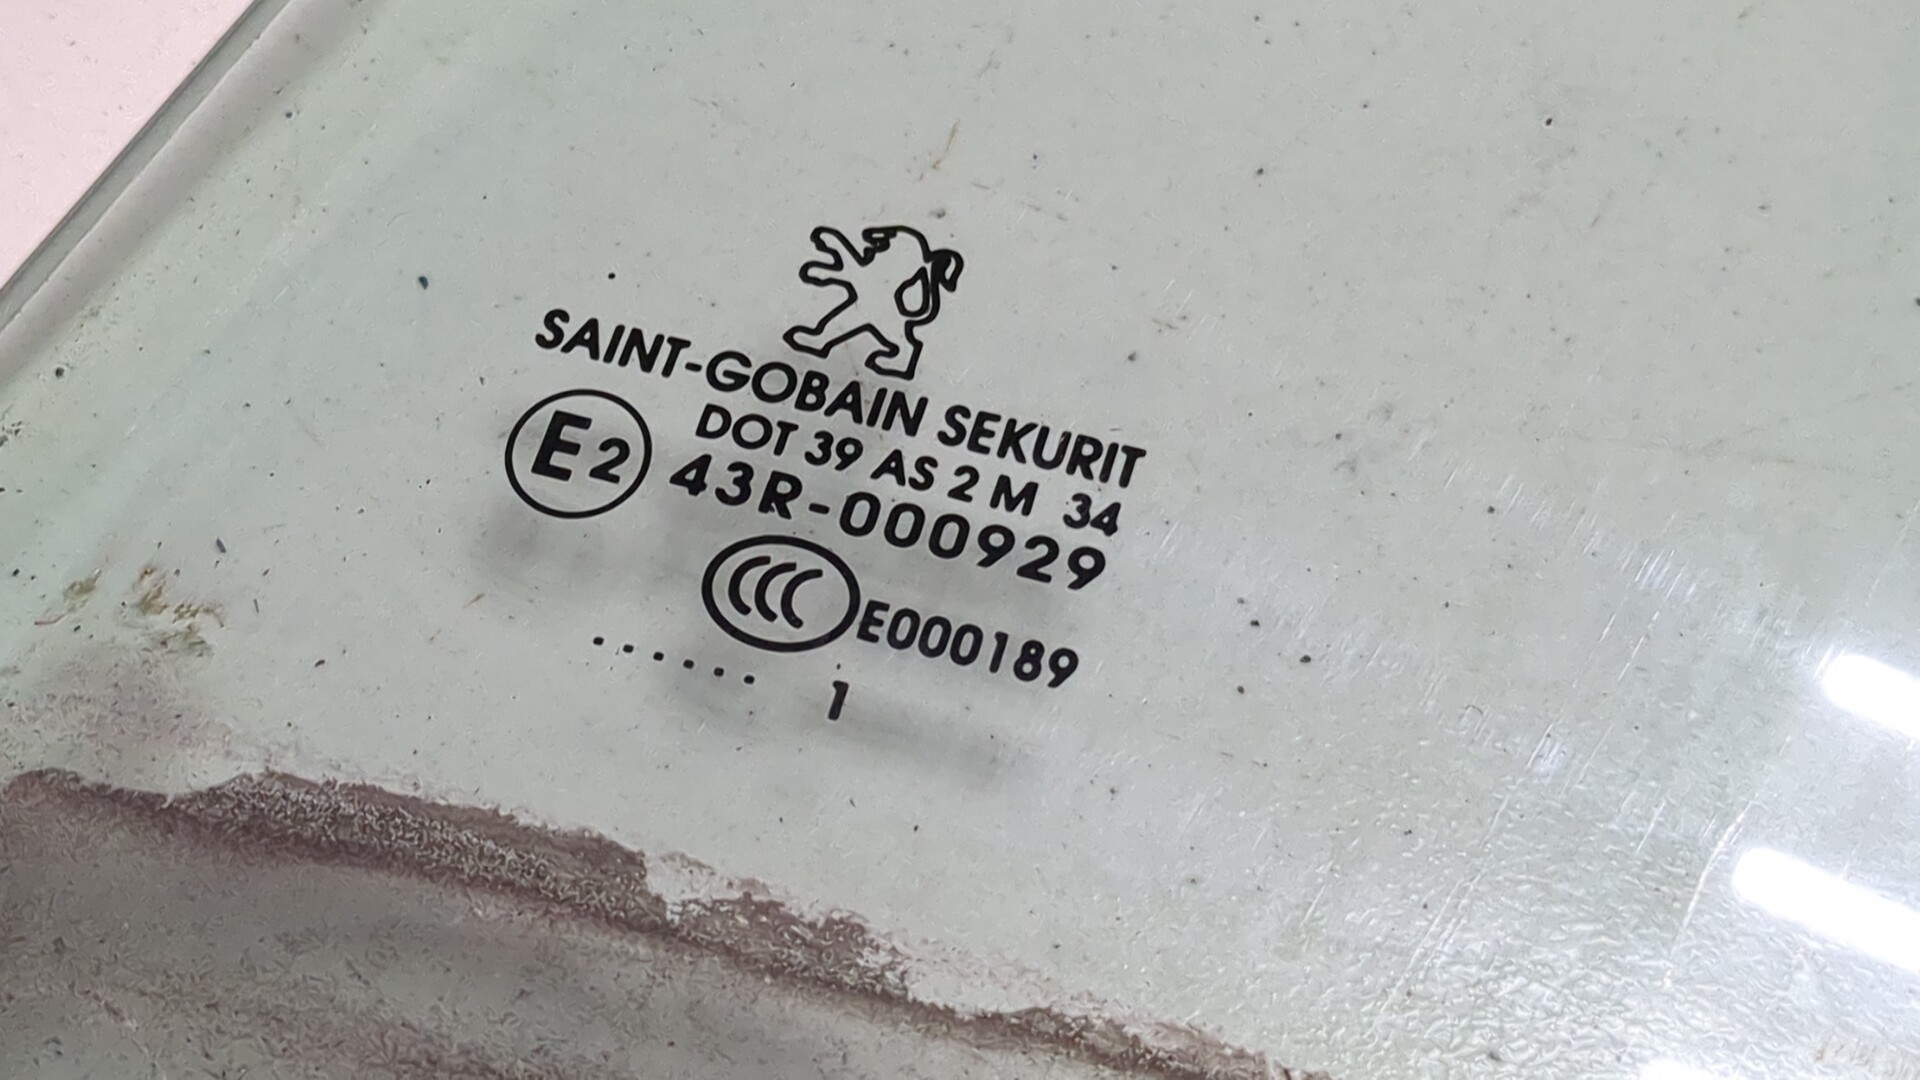 SAINT-GOBAIN SEKURIT
DOT 39 AS 2 M 34
E2 43R-000929
CCC E000189
...... 1